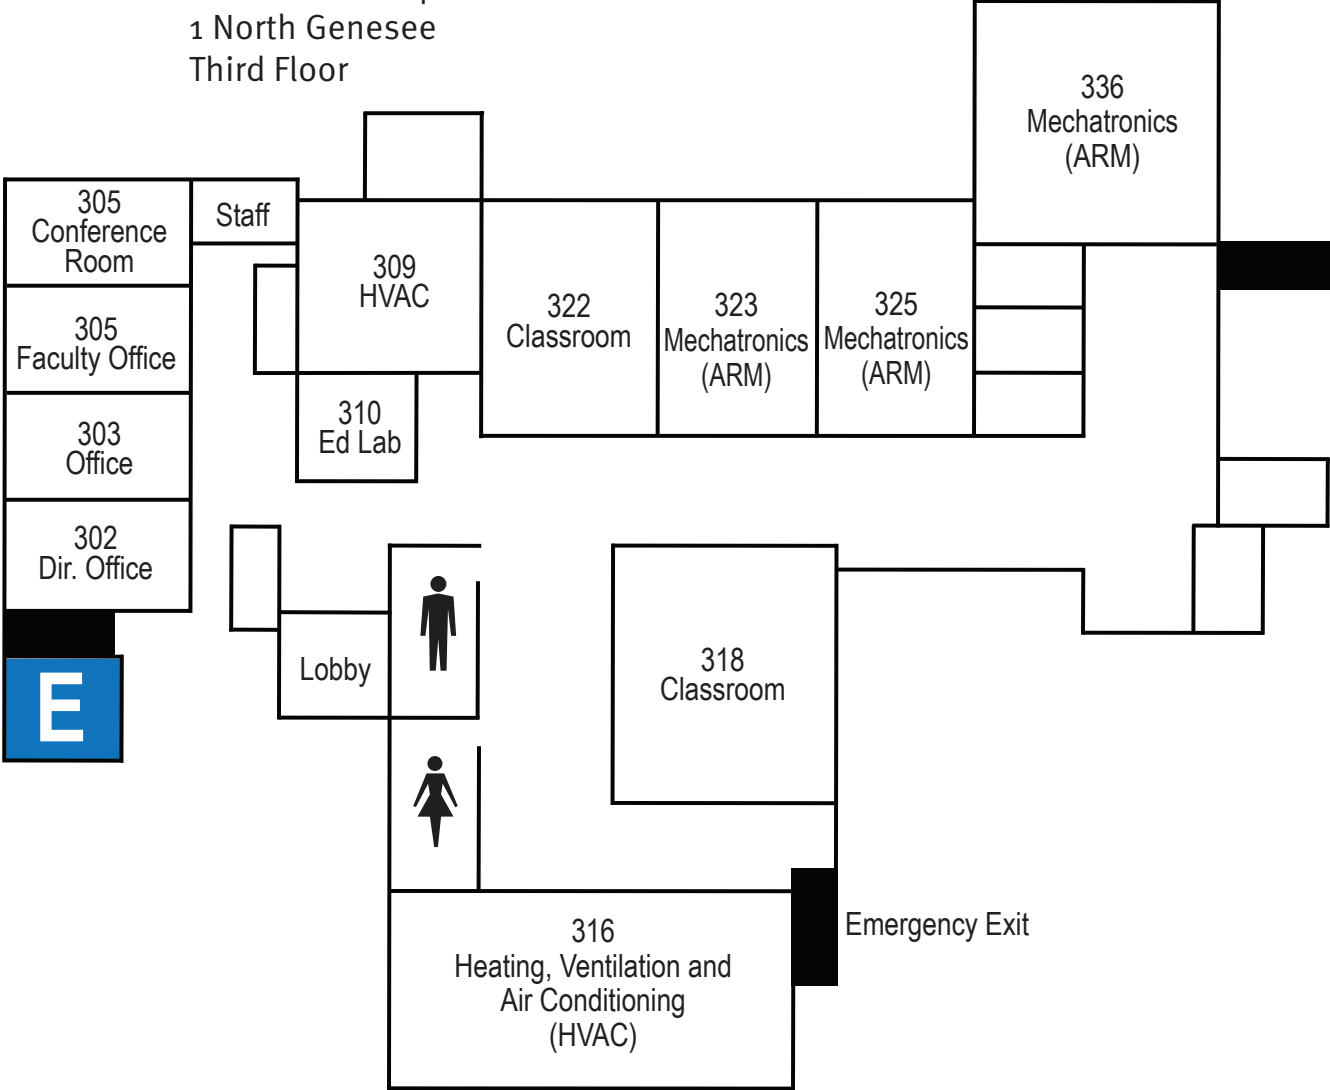 1 North Genesee
Third Floor
336
Mechatronics
(ARM)
305
Conference
Room
Staff
309
HVAC
322
Classroom
323
Mechatronics
(ARM)
325
Mechatronics
(ARM)
305
Faculty Office
310
Ed Lab
303
Office
302
Dir. Office
E
Lobby
318
Classroom
316
Heating, Ventilation and
Air Conditioning
(HVAC)
Emergency Exit